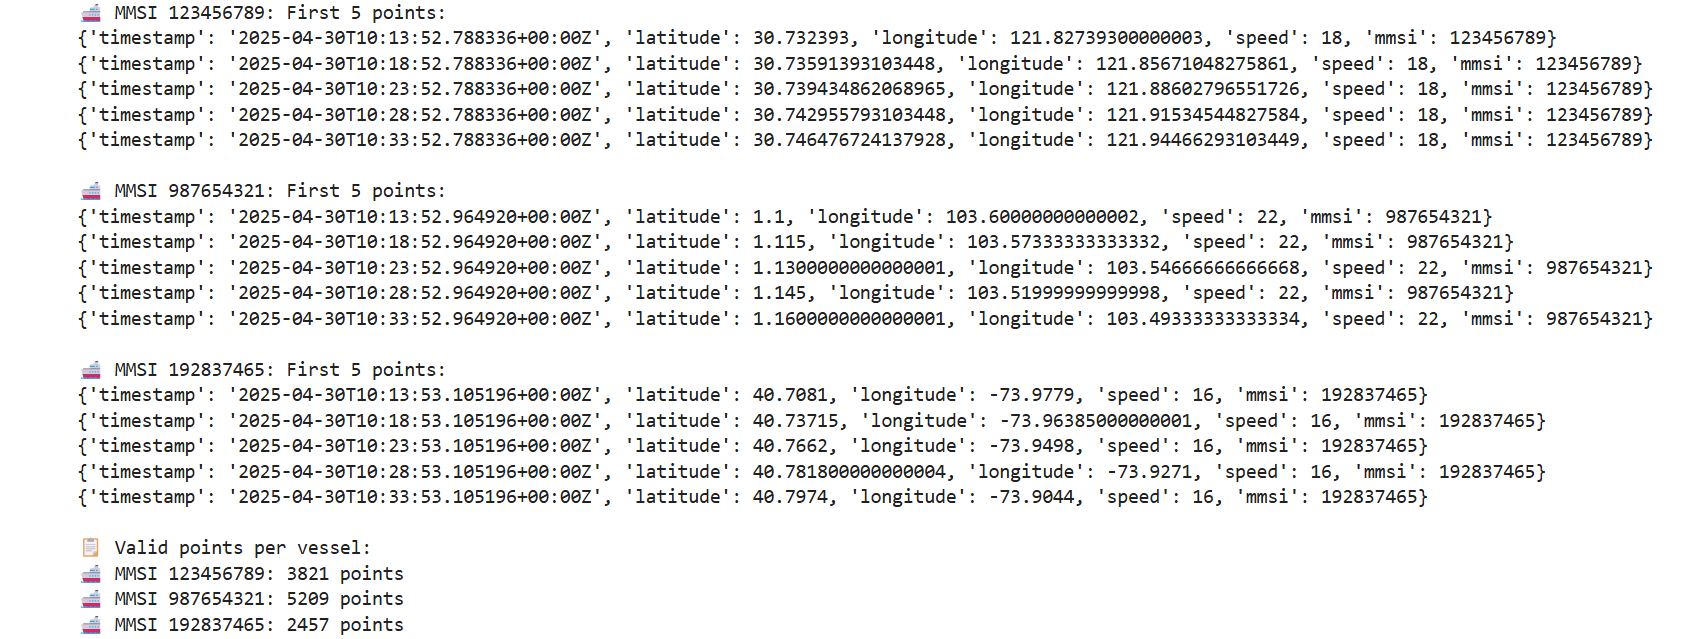 🚢 MMSI 123456789: First 5 points:
{'timestamp': '2025-04-30T10:13:52.788336+00:00Z', 'latitude': 30.732393, 'longitude': 121.82739300000003, 'speed': 18, 'mmsi': 123456789}
{'timestamp': '2025-04-30T10:18:52.788336+00:00Z', 'latitude': 30.73591393103448, 'longitude': 121.85671048275861, 'speed': 18, 'mmsi': 123456789}
{'timestamp': '2025-04-30T10:23:52.788336+00:00Z', 'latitude': 30.739434862068965, 'longitude': 121.88602796551726, 'speed': 18, 'mmsi': 123456789}
{'timestamp': '2025-04-30T10:28:52.788336+00:00Z', 'latitude': 30.742955793103448, 'longitude': 121.91534544827584, 'speed': 18, 'mmsi': 123456789}
{'timestamp': '2025-04-30T10:33:52.788336+00:00Z', 'latitude': 30.746476724137928, 'longitude': 121.94466293103449, 'speed': 18, 'mmsi': 123456789}
🚢 MMSI 987654321: First 5 points:
{'timestamp': '2025-04-30T10:13:52.964920+00:00Z', 'latitude': 1.1, 'longitude': 103.60000000000002, 'speed': 22, 'mmsi': 987654321}
{'timestamp': '2025-04-30T10:18:52.964920+00:00Z', 'latitude': 1.115, 'longitude': 103.57333333333332, 'speed': 22, 'mmsi': 987654321}
{'timestamp': '2025-04-30T10:23:52.964920+00:00Z', 'latitude': 1.1300000000000001, 'longitude': 103.54666666666668, 'speed': 22, 'mmsi': 987654321}
{'timestamp': '2025-04-30T10:28:52.964920+00:00Z', 'latitude': 1.145, 'longitude': 103.51999999999998, 'speed': 22, 'mmsi': 987654321}
{'timestamp': '2025-04-30T10:33:52.964920+00:00Z', 'latitude': 1.1600000000000001, 'longitude': 103.49333333333334, 'speed': 22, 'mmsi': 987654321}
🚢 MMSI 192837465: First 5 points:
{'timestamp': '2025-04-30T10:13:53.105196+00:00Z', 'latitude': 40.7081, 'longitude': -73.9779, 'speed': 16, 'mmsi': 192837465}
{'timestamp': '2025-04-30T10:18:53.105196+00:00Z', 'latitude': 40.73715, 'longitude': -73.96385000000001, 'speed': 16, 'mmsi': 192837465}
{'timestamp': '2025-04-30T10:23:53.105196+00:00Z', 'latitude': 40.7662, 'longitude': -73.9498, 'speed': 16, 'mmsi': 192837465}
{'timestamp': '2025-04-30T10:28:53.105196+00:00Z', 'latitude': 40.781800000000004, 'longitude': -73.9271, 'speed': 16, 'mmsi': 192837465}
{'timestamp': '2025-04-30T10:33:53.105196+00:00Z', 'latitude': 40.7974, 'longitude': -73.9044, 'speed': 16, 'mmsi': 192837465}
📋 Valid points per vessel:
🚢 MMSI 123456789: 3821 points
🚢 MMSI 987654321: 5209 points
🚢 MMSI 192837465: 2457 points